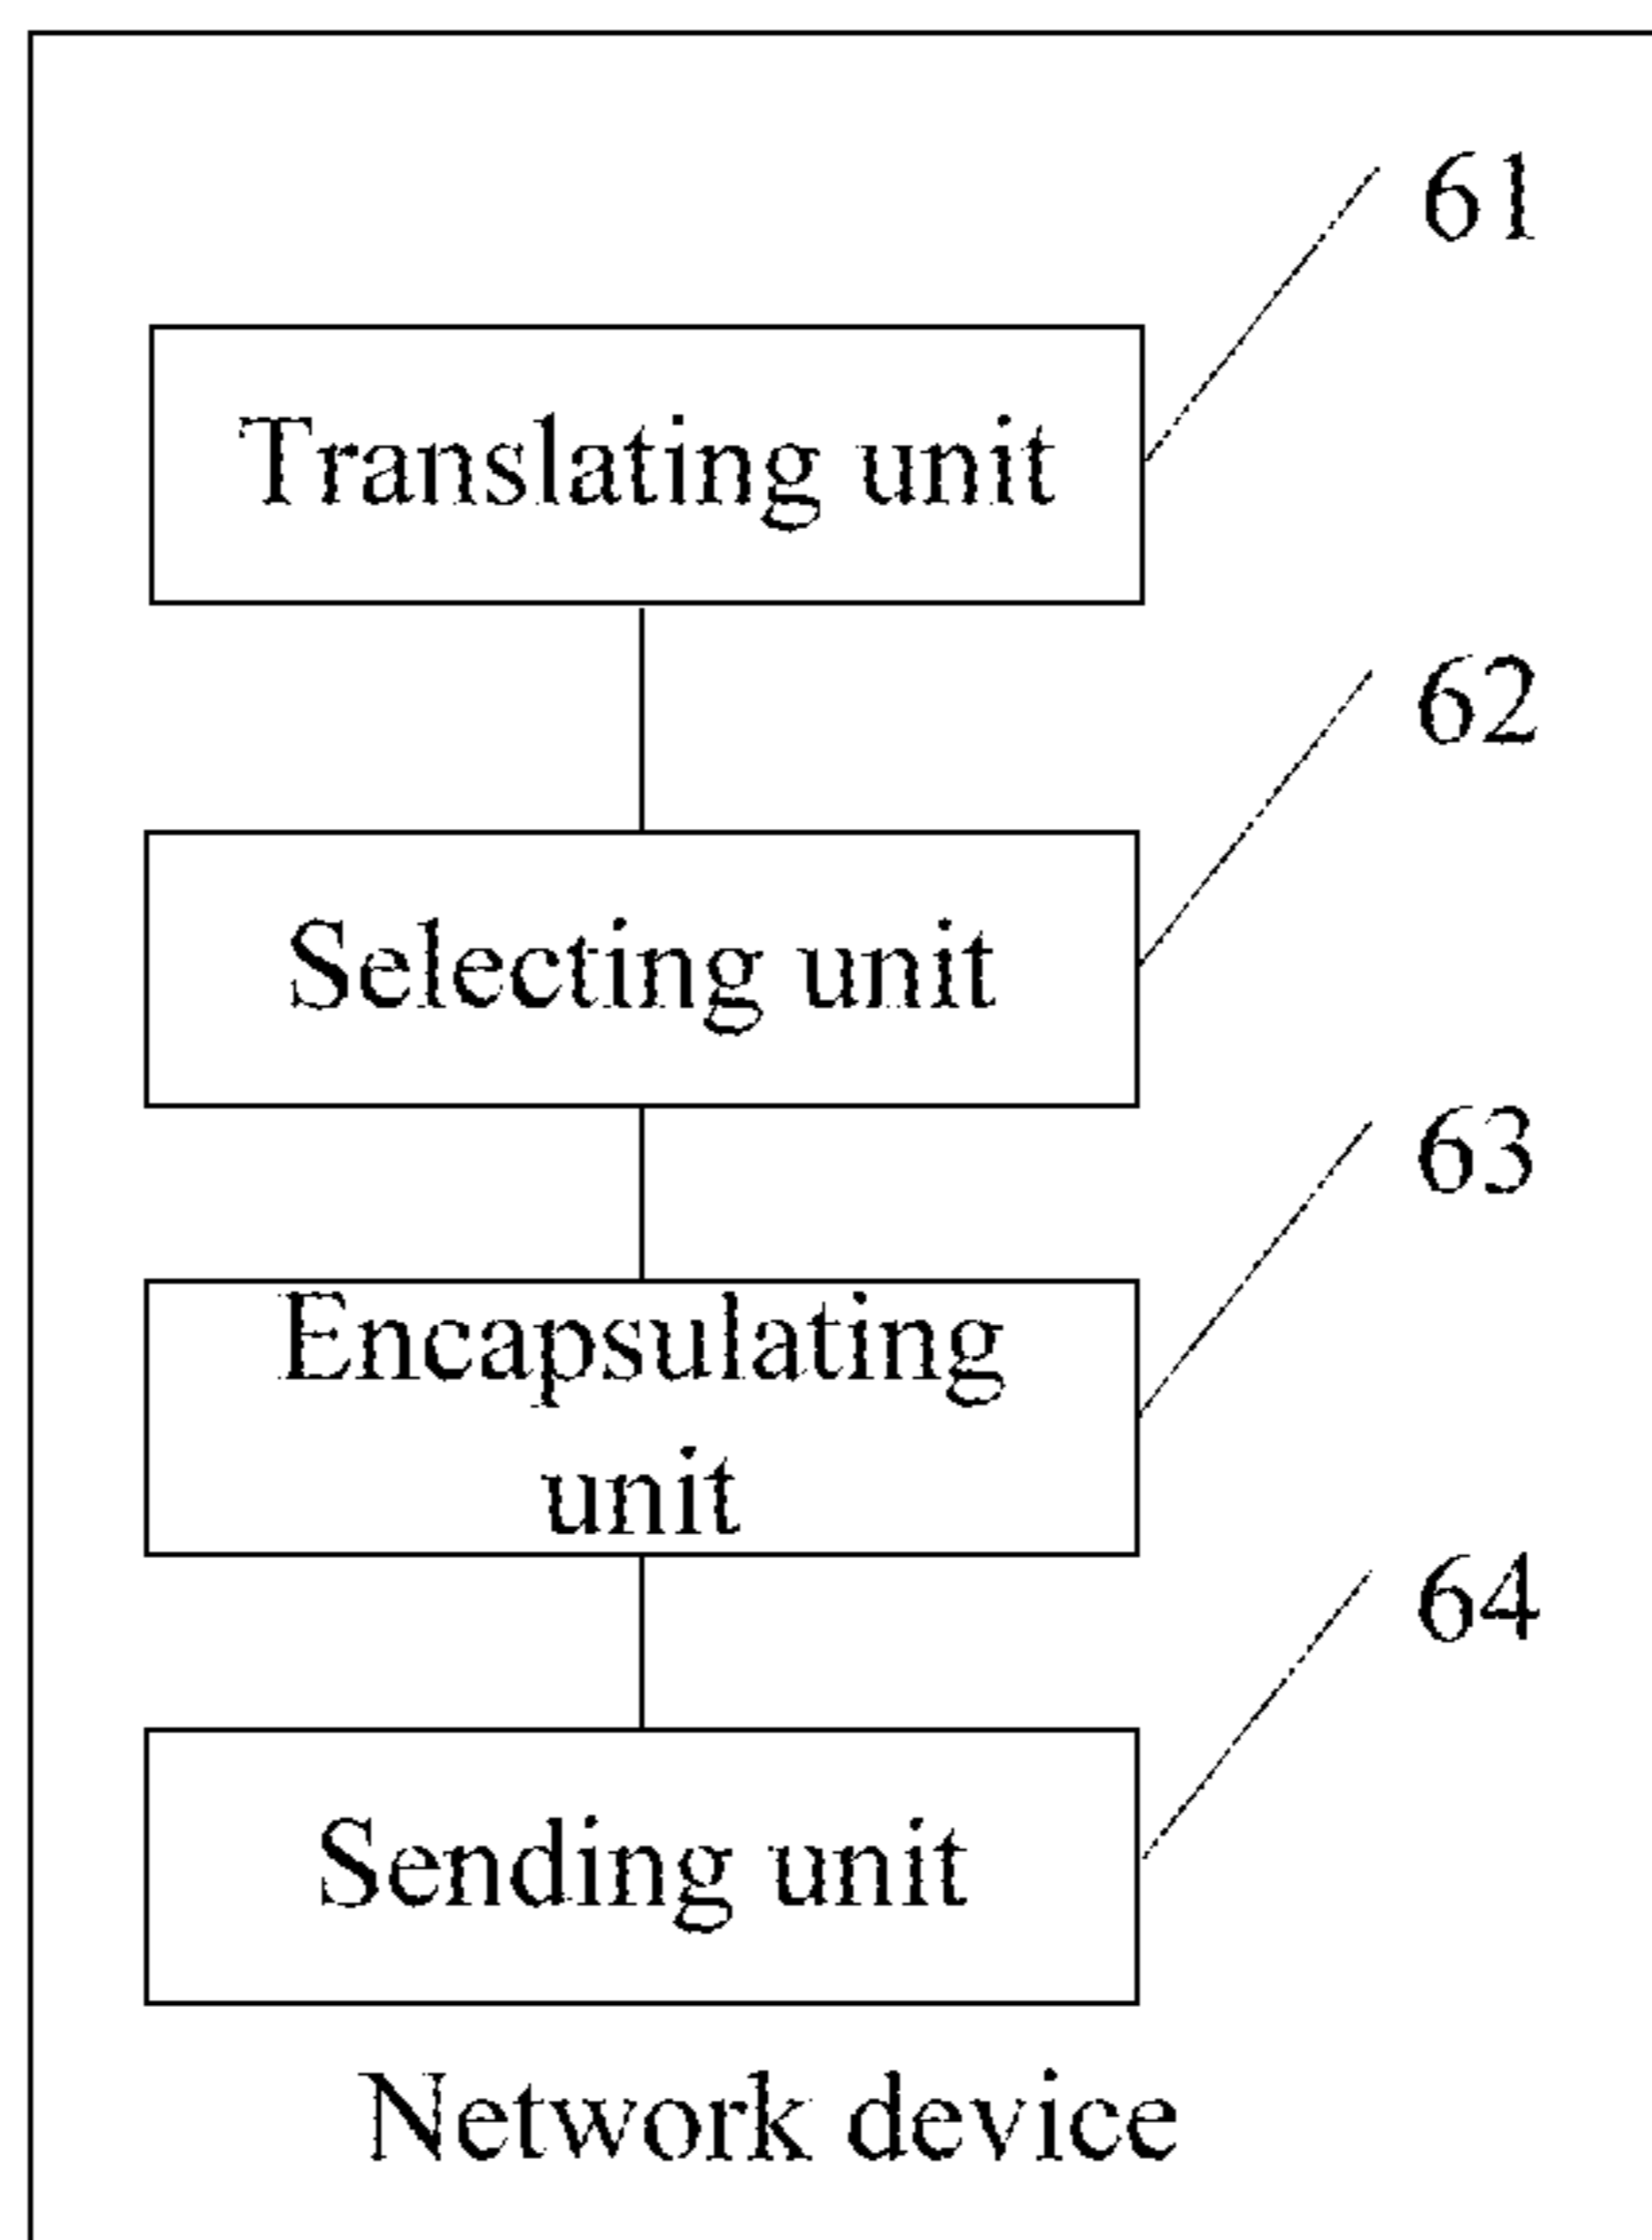 61
Translating unit
62
Selecting unit
63
Encapsulating
unit
64
Sending unit
Network device